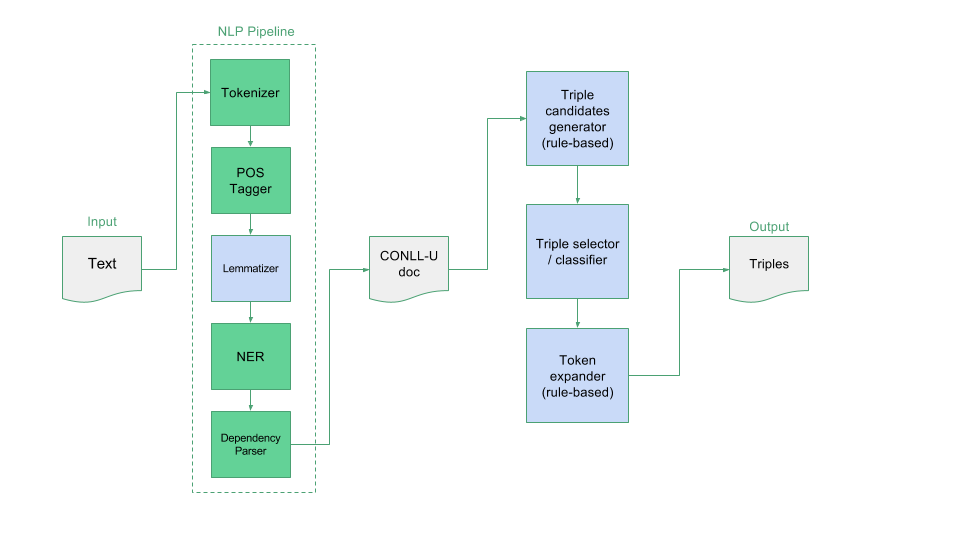 NLP Pipeline
Tokenizer
POS
Tagger
Lemmatizer
NER
Dependency
Parser
Input
Text
CONLL-U
doc
Triple
candidates
generator
(rule-based)
Triple selector
/ classifier
Token
expander
(rule-based)
Output
Triples